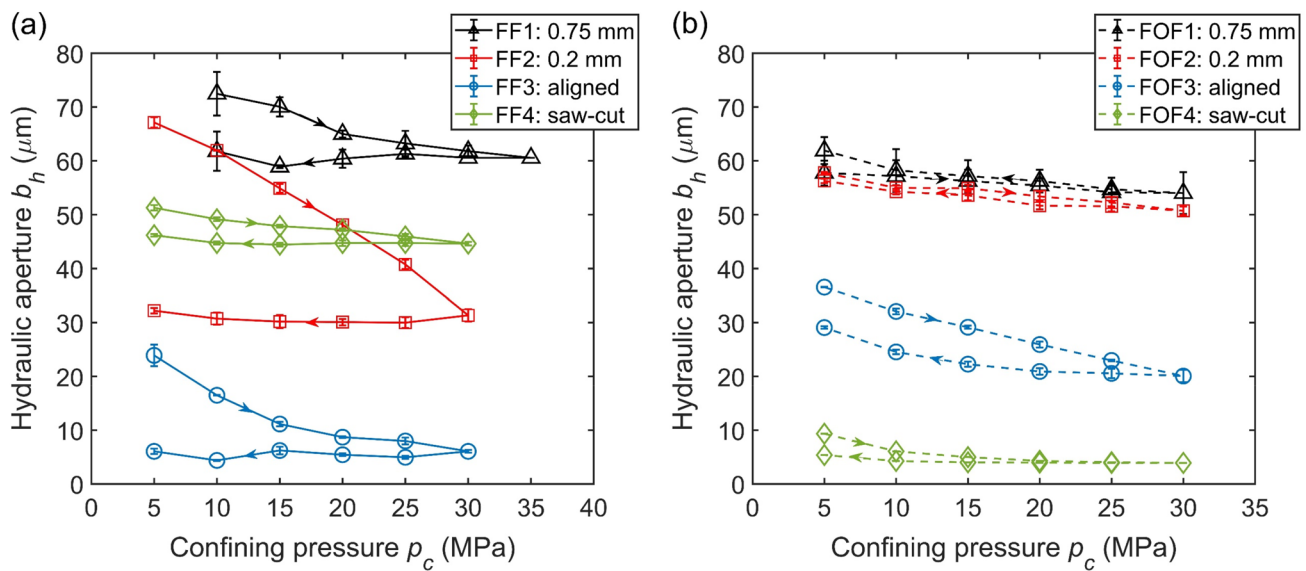 (a)
FF1: 0.75 mm
FF2: 0.2 mm
FF3: aligned
FF4: saw-cut
80
70
60
50
40
30
20
10
0
0 5 10 15 20 25 30 35 40
Hydraulic aperture b_h (μm)
Confining pressure p_c (MPa)
(b)
FOF1: 0.75 mm
FOF2: 0.2 mm
FOF3: aligned
FOF4: saw-cut
80
70
60
50
40
30
20
10
0
0 5 10 15 20 25 30 35
Hydraulic aperture b_h (μm)
Confining pressure p_c (MPa)